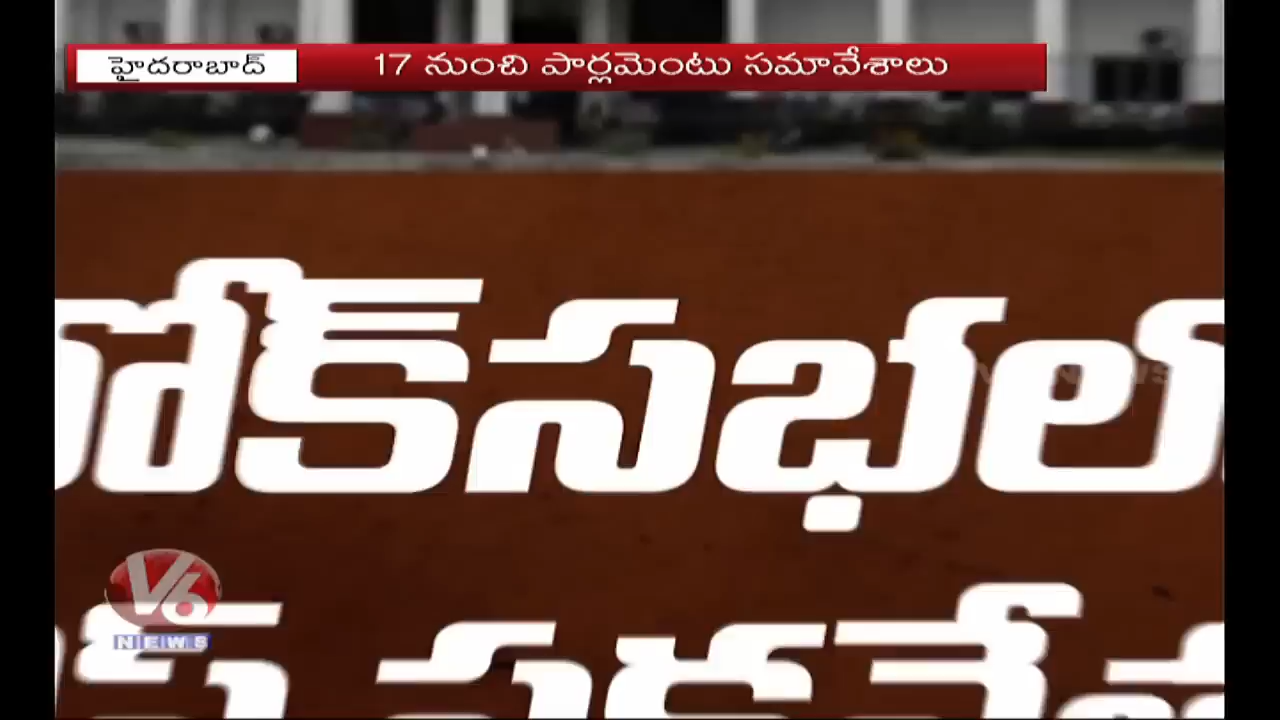 హైదరాబాద్
17 నుంచి పార్లమెంటు సమావేశాలు
లోక్‌సభలో
V6
NEWS